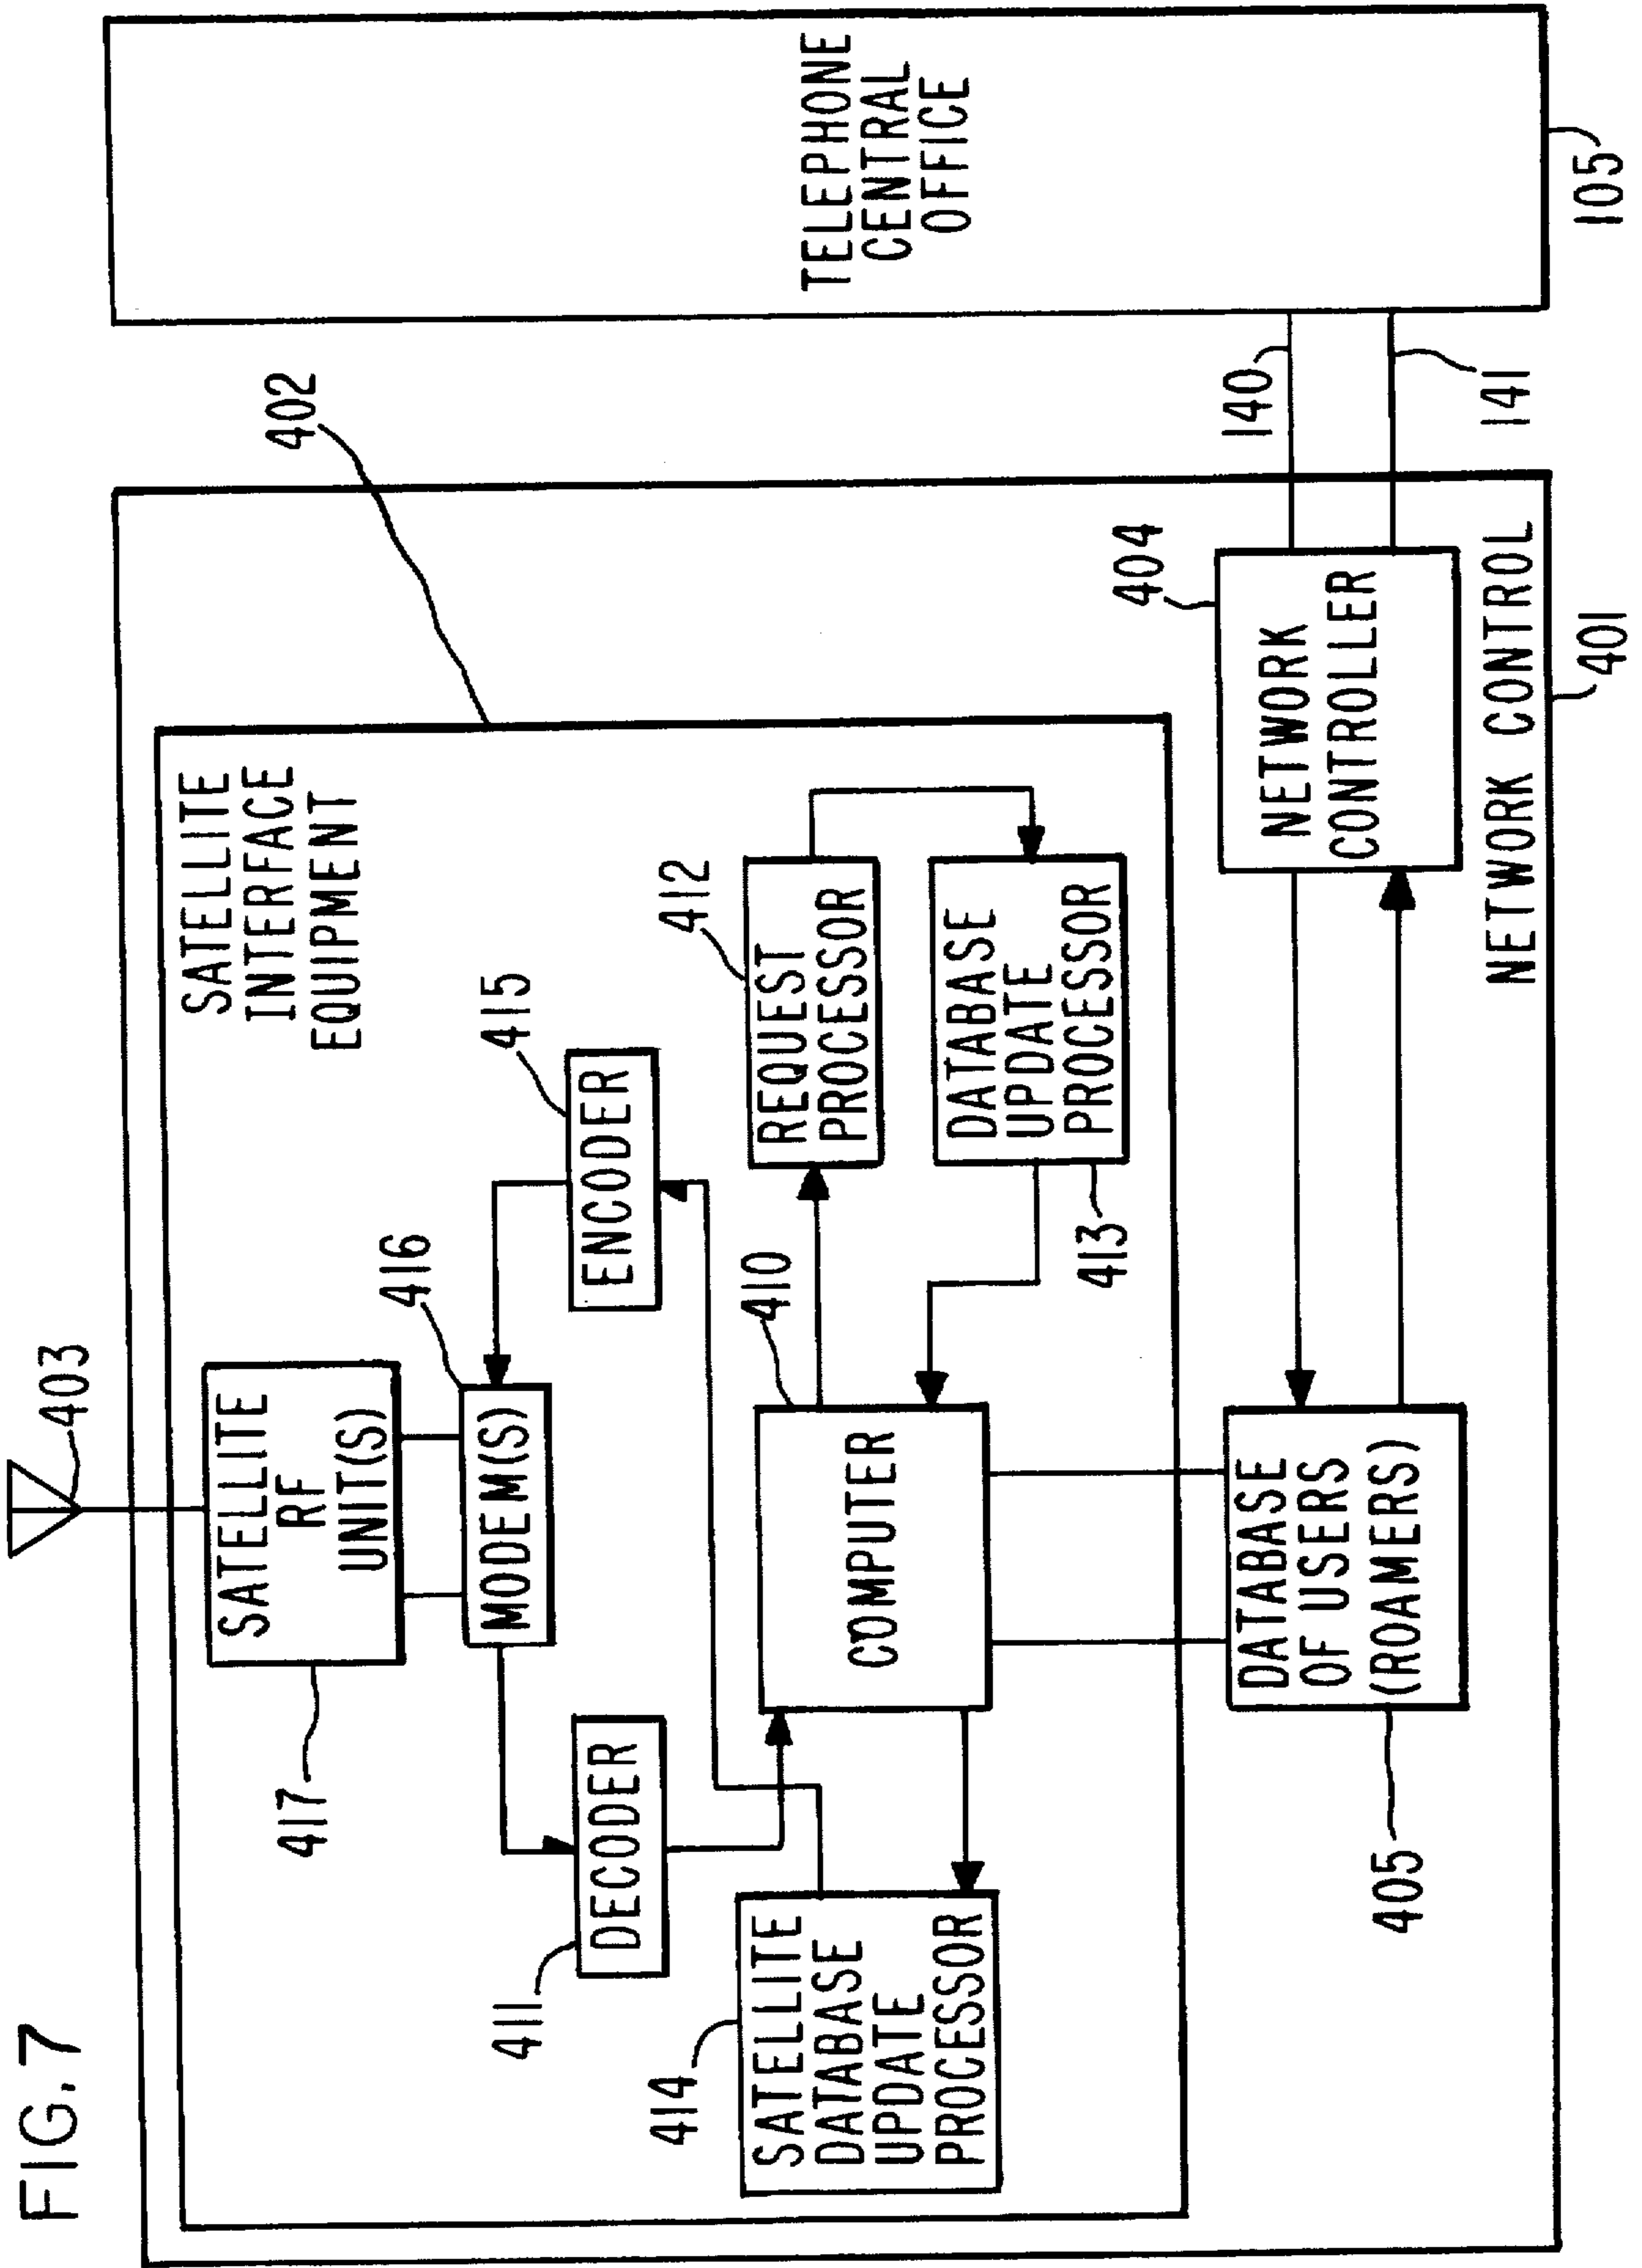 FIG.7
403
SATELLITE
INTERFACE
EQUIPMENT
402
SATELLITE
RF
UNIT(S)
417
416
MODEM(S)
415
ENCODER
411
DECODER
414
SATELLITE
DATABASE
UPDATE
PROCESSOR
410
COMPUTER
412
REQUEST
PROCESSOR
DATABASE
UPDATE
PROCESSOR
413
DATABASE
OF USERS
(ROAMERS)
405
404
NETWORK
CONTROLLER
NETWORK CONTROL
401
140
141
TELEPHONE
CENTRAL
OFFICE
105